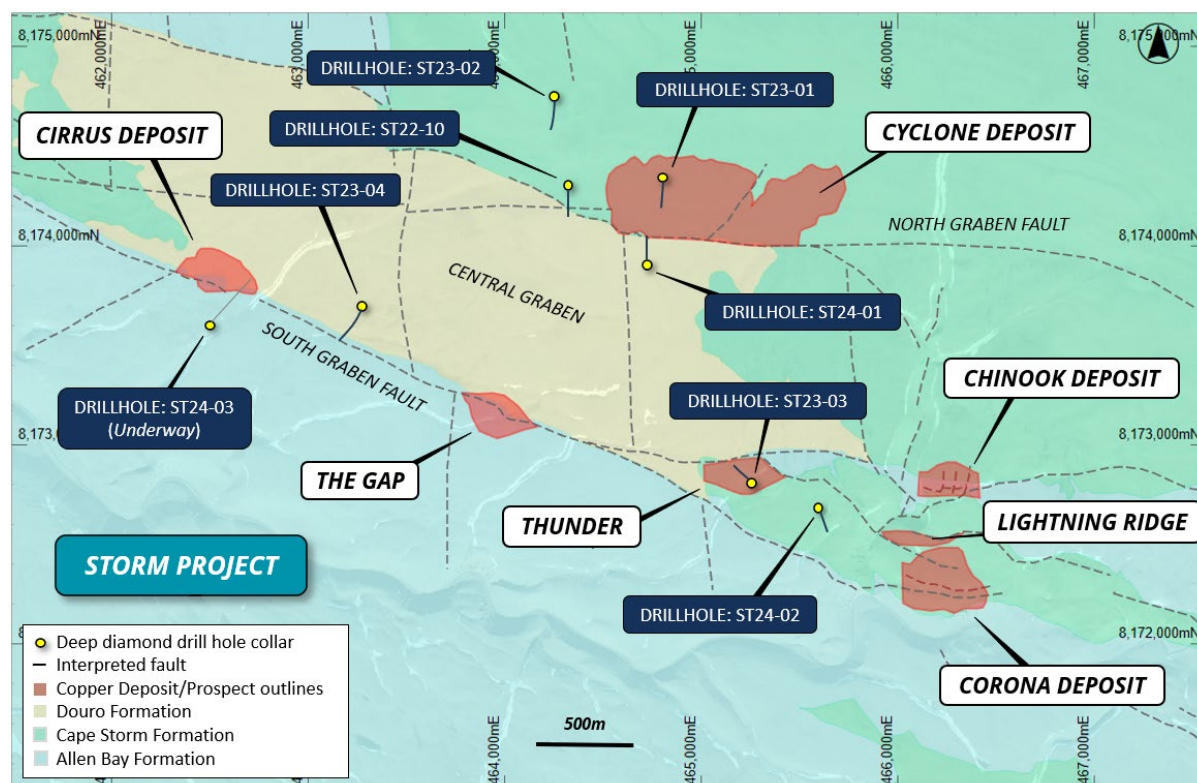 8,175,000mN
462,000mE
463,000mE
466,000mE
467,000mE
8,175,000mN
DRILLHOLE: ST23-02
DRILLHOLE: ST23-01
CIRRUS DEPOSIT
DRILLHOLE: ST22-10
CYCLONE DEPOSIT
DRILLHOLE: ST23-04
8,174,000mN
NORTH GRABEN FAULT
8,174,000mN
CENTRAL GRABEN
DRILLHOLE: ST24-01
SOUTH GRABEN FAULT
DRILLHOLE: ST24-03
(Underway)
CHINOOK DEPOSIT
DRILLHOLE: ST23-03
8,173,000mN
THE GAP
THUNDER
LIGHTNING RIDGE
STORM PROJECT
DRILLHOLE: ST24-02
8,172,000mN
CORONA DEPOSIT
Deep diamond drill hole collar
Interpreted fault
Copper Deposit/Prospect outlines
Douro Formation
Cape Storm Formation
Allen Bay Formation
500m
464,000mE
465,000mE
466,000mE
467,000mE